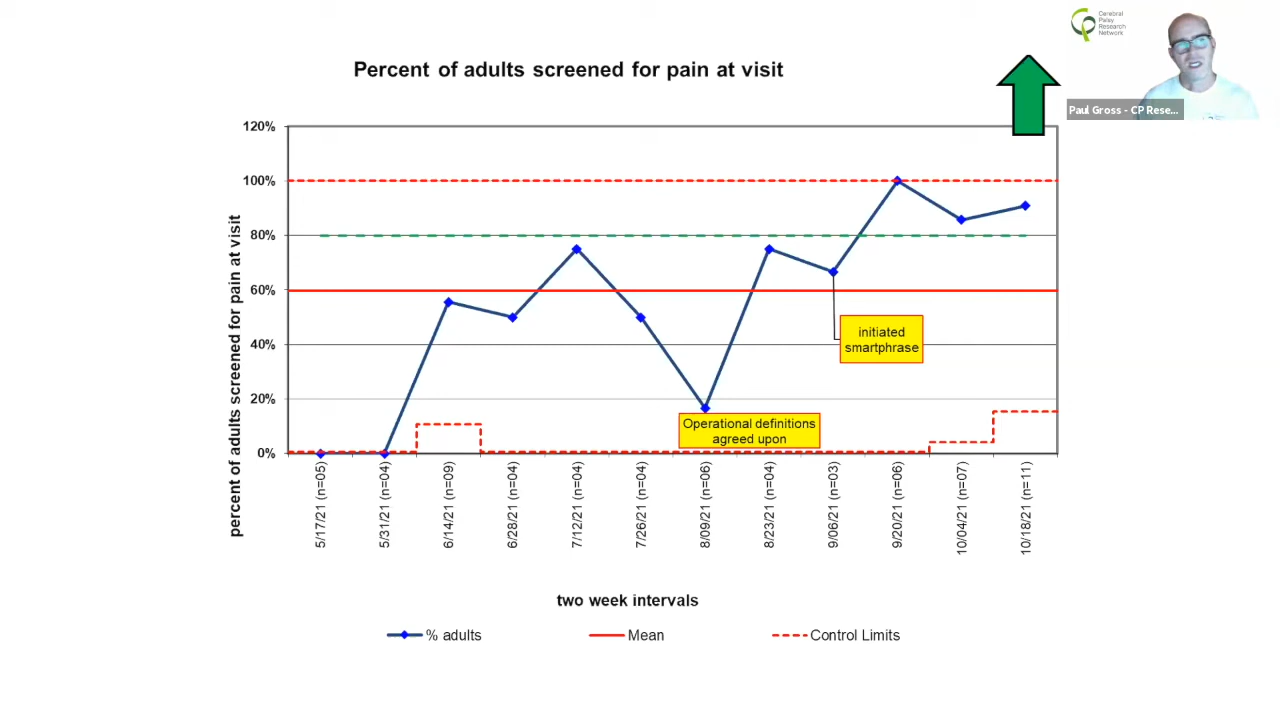 Cerebral
Palsy
Research
Network
Percent of adults screened for pain at visit
Paul Gross - CP Rese...
120%
100%
80%
60%
40%
20%
0%
percent of adults screened for pain at visit
initiated
smartphrase
Operational definitions
agreed upon
5/17/21 (n=05)
5/31/21 (n=04)
6/14/21 (n=09)
6/28/21 (n=04)
7/12/21 (n=04)
7/26/21 (n=04)
8/09/21 (n=06)
8/23/21 (n=04)
9/06/21 (n=03)
9/20/21 (n=06)
10/04/21 (n=07)
10/18/21 (n=11)
two week intervals
% adults
Mean
Control Limits